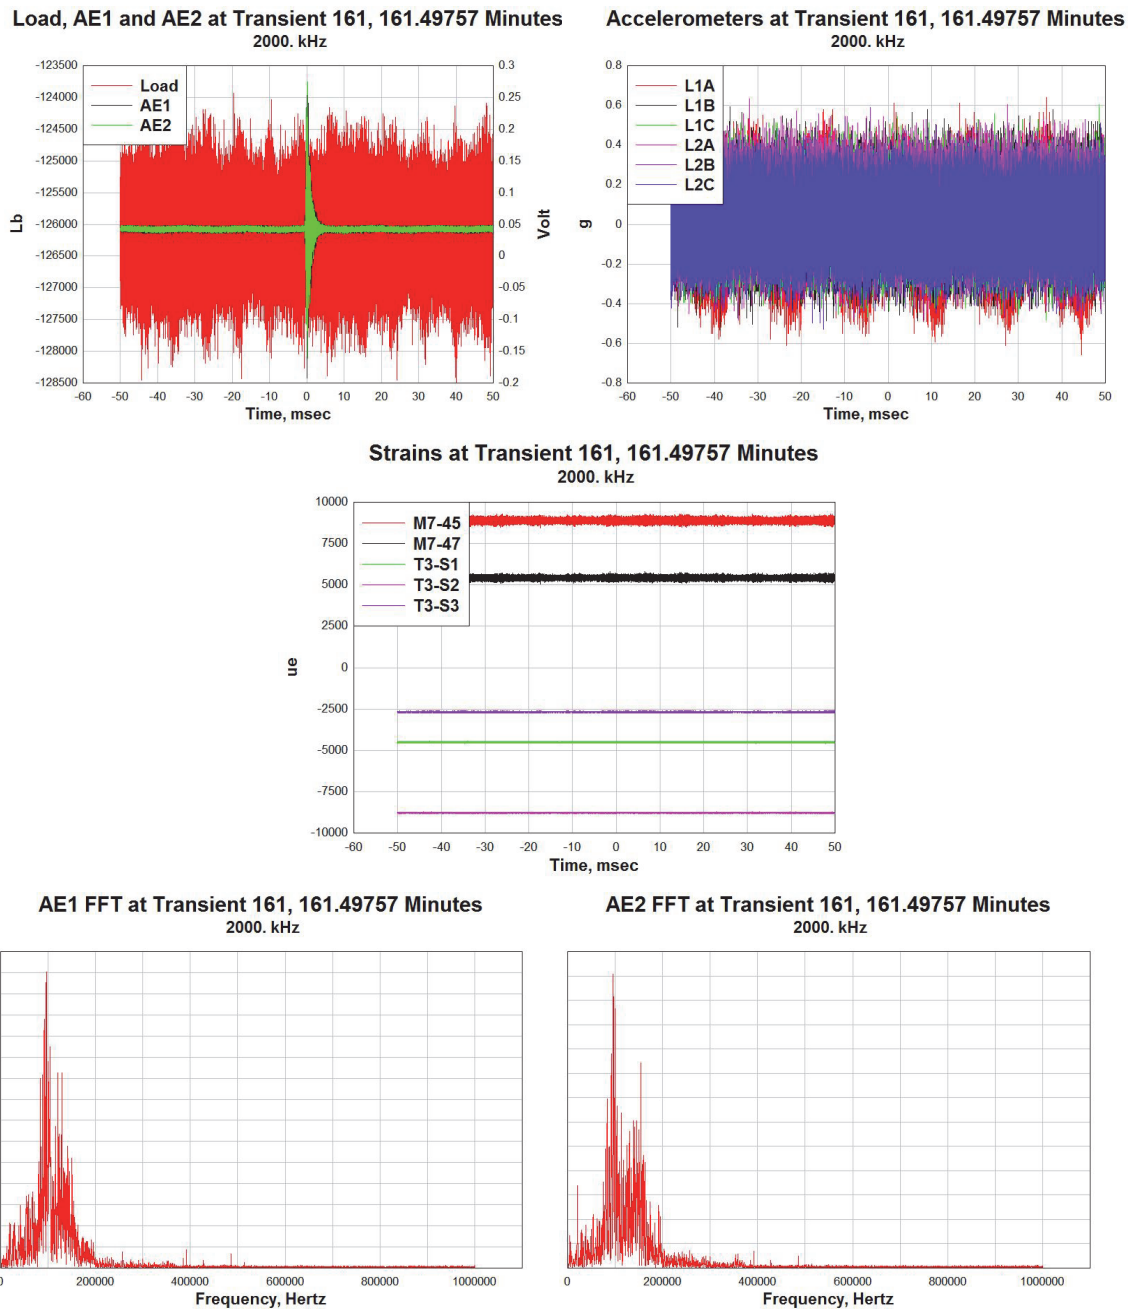 Load, AE1 and AE2 at Transient 161, 161.49757 Minutes
2000. kHz
Load
AE1
AE2
-123500
-124000
-124500
-125000
-125500
-126000
-126500
-127000
-127500
-128000
-128500
Lb
0.3
0.25
0.2
0.15
0.1
0.05
0
-0.05
-0.1
-0.15
-0.2
Volt
-60 -50 -40 -30 -20 -10 0 10 20 30 40 50
Time, msec
Accelerometers at Transient 161, 161.49757 Minutes
2000. kHz
L1A
L1B
L1C
L2A
L2B
L2C
0.8
0.6
0.4
0.2
0
-0.2
-0.4
-0.6
-0.8
g
-60 -50 -40 -30 -20 -10 0 10 20 30 40 50
Time, msec
Strains at Transient 161, 161.49757 Minutes
2000. kHz
M7-45
M7-47
T3-S1
T3-S2
T3-S3
10000
7500
5000
2500
0
-2500
-5000
-7500
-10000
ue
-60 -50 -40 -30 -20 -10 0 10 20 30 40 50
Time, msec
AE1 FFT at Transient 161, 161.49757 Minutes
2000. kHz
0 200000 400000 600000 800000 1000000
Frequency, Hertz
AE2 FFT at Transient 161, 161.49757 Minutes
2000. kHz
0 200000 400000 600000 800000 1000000
Frequency, Hertz